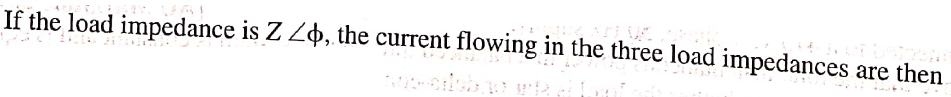 If the load impedance is Z ∠ϕ, the current flowing in the three load impedances are then